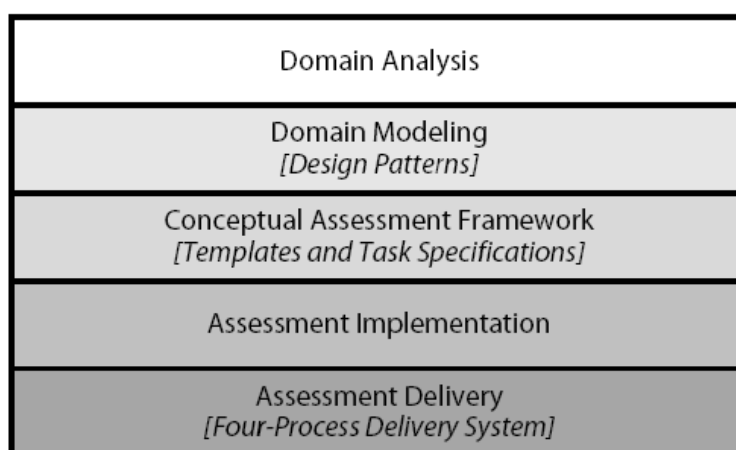 Domain Analysis
Domain Modeling
[Design Patterns]
Conceptual Assessment Framework
[Templates and Task Specifications]
Assessment Implementation
Assessment Delivery
[Four-Process Delivery System]